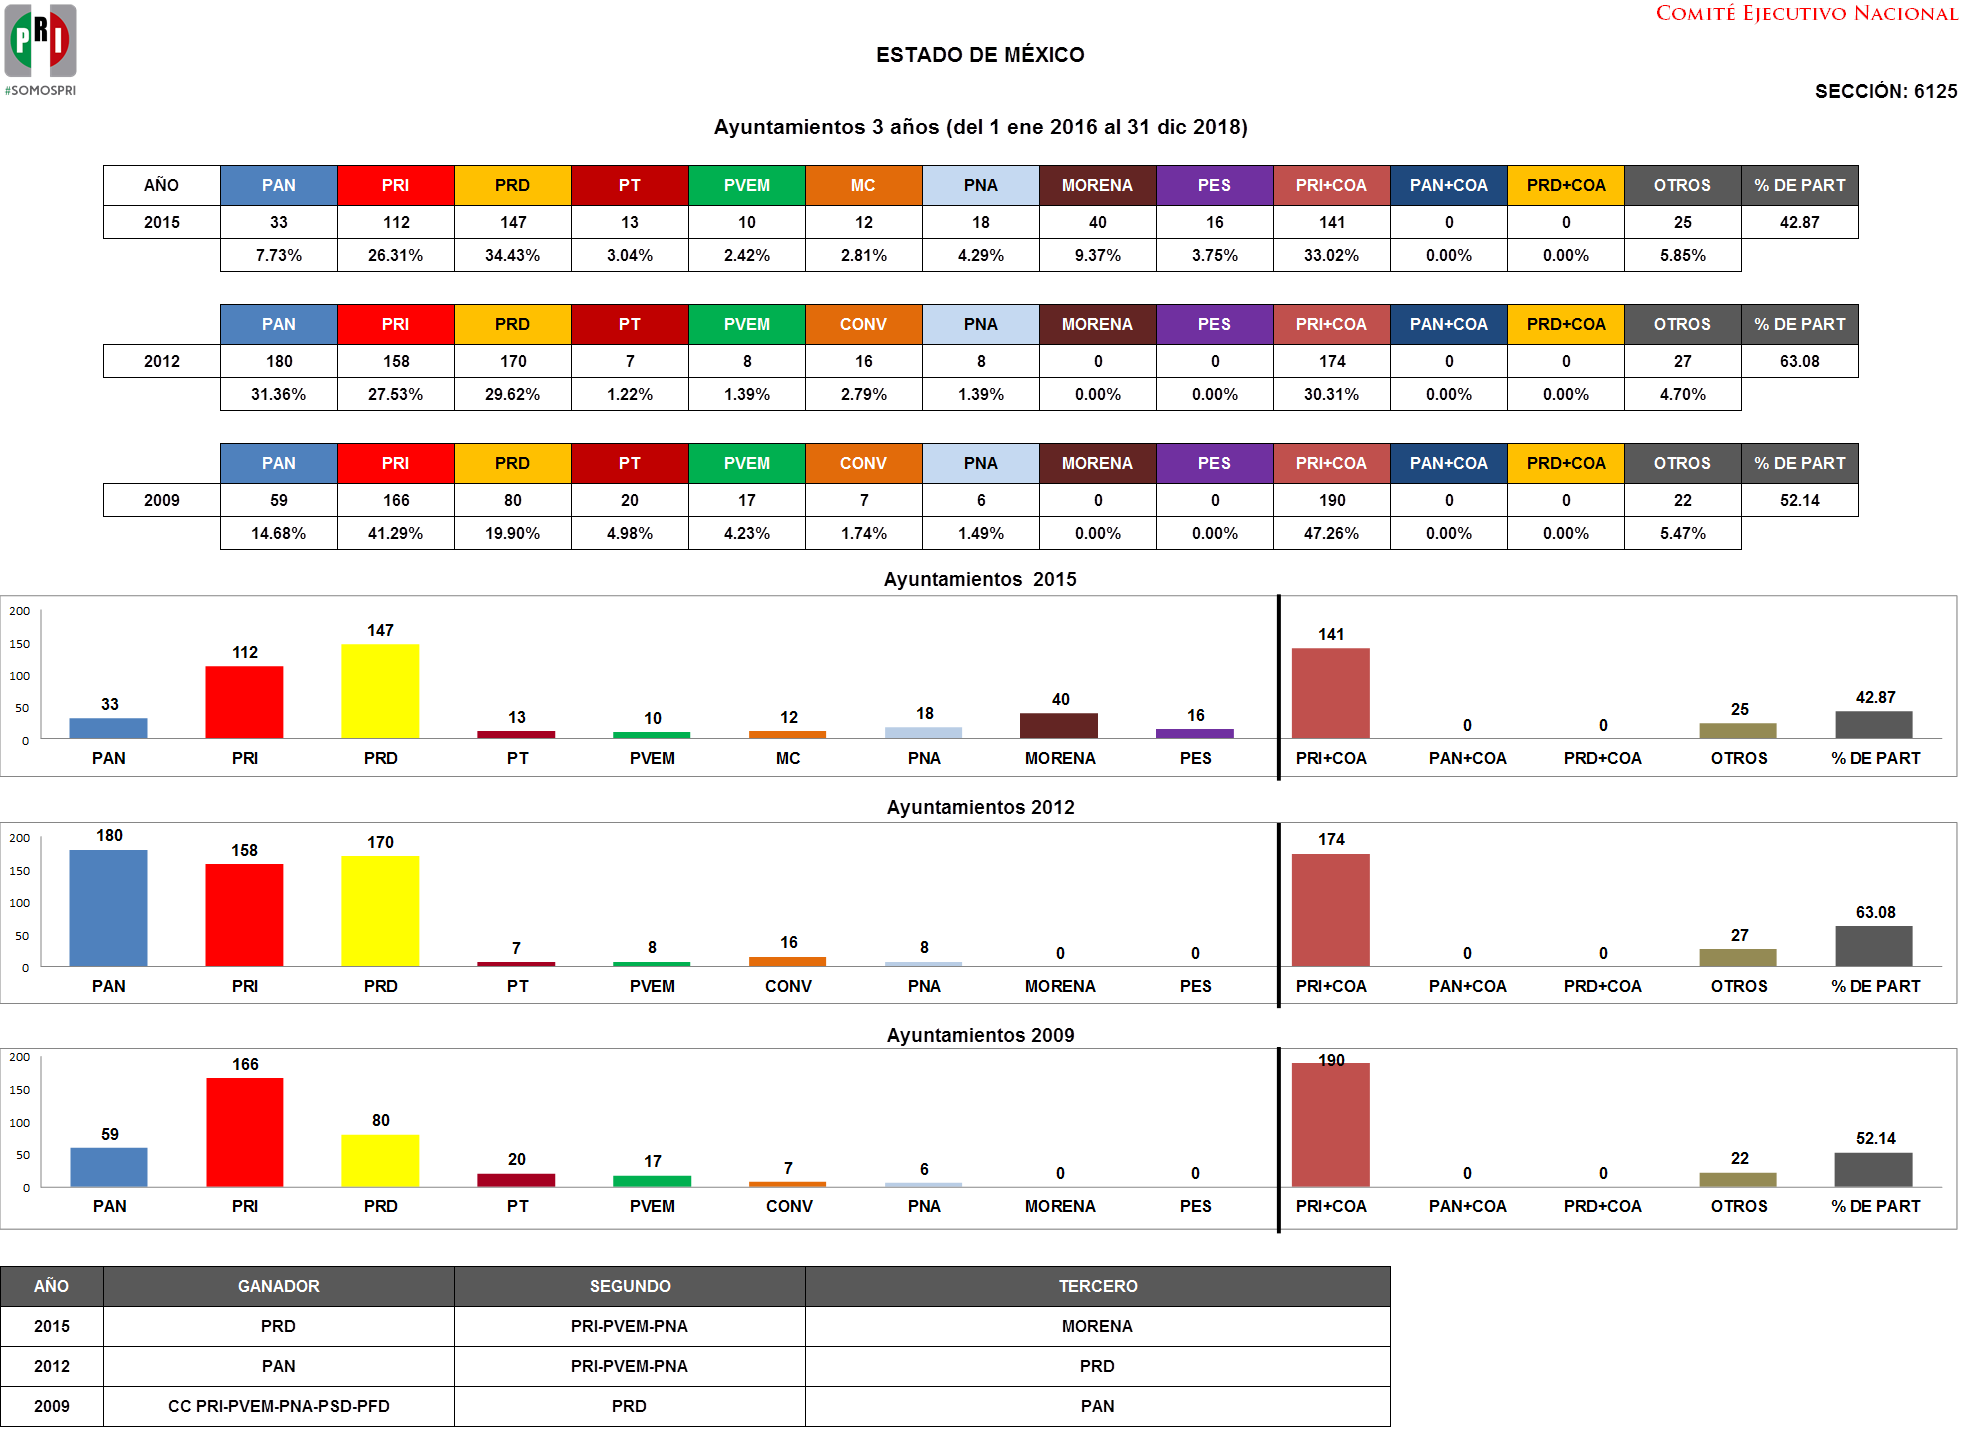 COMITÉ EJECUTIVO NACIONAL
PRI
#SOMOSPRI
ESTADO DE MÉXICO
SECCIÓN: 6125
Ayuntamientos 3 años (del 1 ene 2016 al 31 dic 2018)
AÑO PAN PRI PRD PT PVEM MC PNA MORENA PES PRI+COA PAN+COA PRD+COA OTROS % DE PART
2015 33 112 147 13 10 12 18 40 16 141 0 0 25 42.87
7.73% 26.31% 34.43% 3.04% 2.42% 2.81% 4.29% 9.37% 3.75% 33.02% 0.00% 0.00% 5.85%
PAN PRI PRD PT PVEM CONV PNA MORENA PES PRI+COA PAN+COA PRD+COA OTROS % DE PART
2012 180 158 170 7 8 16 8 0 0 174 0 0 27 63.08
31.36% 27.53% 29.62% 1.22% 1.39% 2.79% 1.39% 0.00% 0.00% 30.31% 0.00% 0.00% 4.70%
PAN PRI PRD PT PVEM CONV PNA MORENA PES PRI+COA PAN+COA PRD+COA OTROS % DE PART
2009 59 166 80 20 17 7 6 0 0 190 0 0 22 52.14
14.68% 41.29% 19.90% 4.98% 4.23% 1.74% 1.49% 0.00% 0.00% 47.26% 0.00% 0.00% 5.47%
Ayuntamientos 2015
200
150
100
50
0
33 112 147 13 10 12 18 40 16 141 0 0 25 42.87
PAN PRI PRD PT PVEM MC PNA MORENA PES PRI+COA PAN+COA PRD+COA OTROS % DE PART
Ayuntamientos 2012
200
150
100
50
0
180 158 170 7 8 16 8 0 0 174 0 0 27 63.08
PAN PRI PRD PT PVEM CONV PNA MORENA PES PRI+COA PAN+COA PRD+COA OTROS % DE PART
Ayuntamientos 2009
200
150
100
50
0
59 166 80 20 17 7 6 0 0 190 0 0 22 52.14
PAN PRI PRD PT PVEM CONV PNA MORENA PES PRI+COA PAN+COA PRD+COA OTROS % DE PART
AÑO GANADOR SEGUNDO TERCERO
2015 PRD PRI-PVEM-PNA MORENA
2012 PAN PRI-PVEM-PNA PRD
2009 CC PRI-PVEM-PNA-PSD-PFD PRD PAN